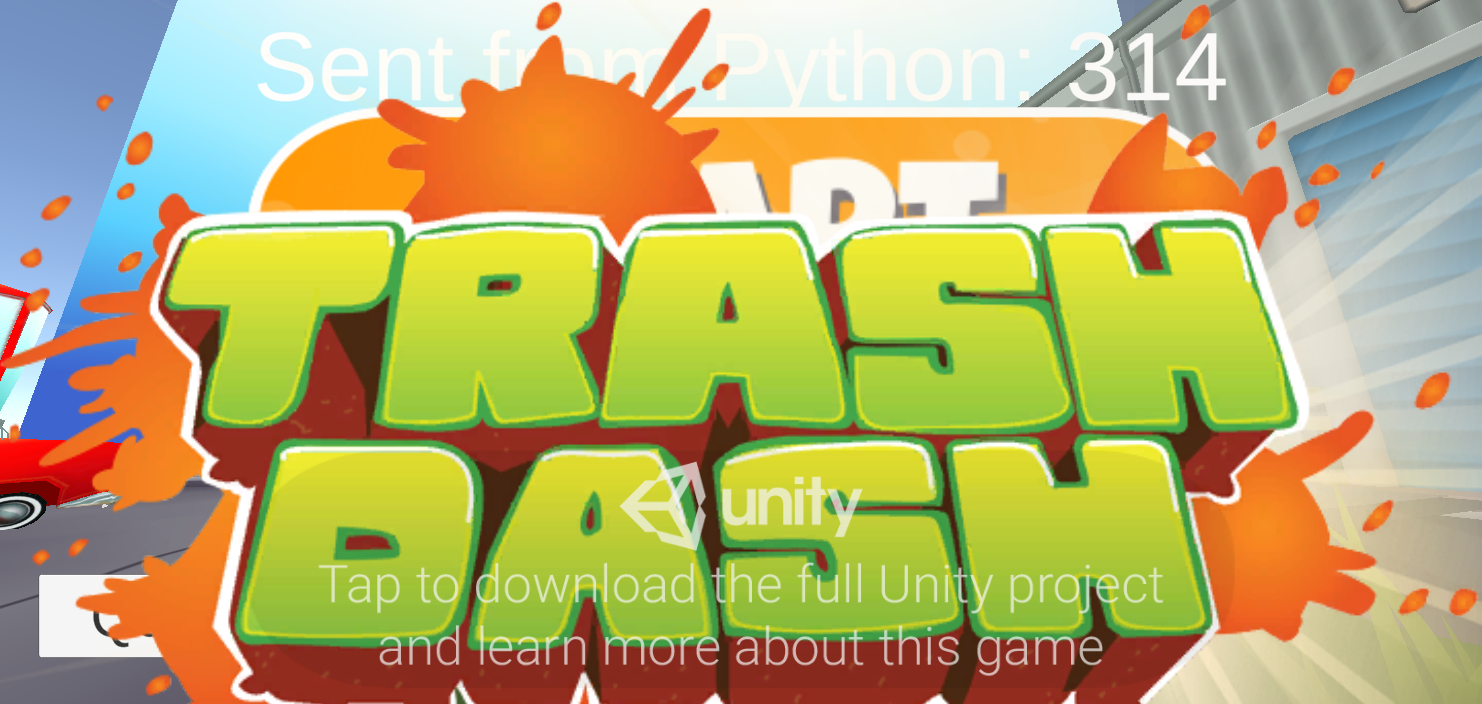 Sent from Python: 314
TRASH
DASH
unity
Tap to download the full Unity project
and learn more about this game